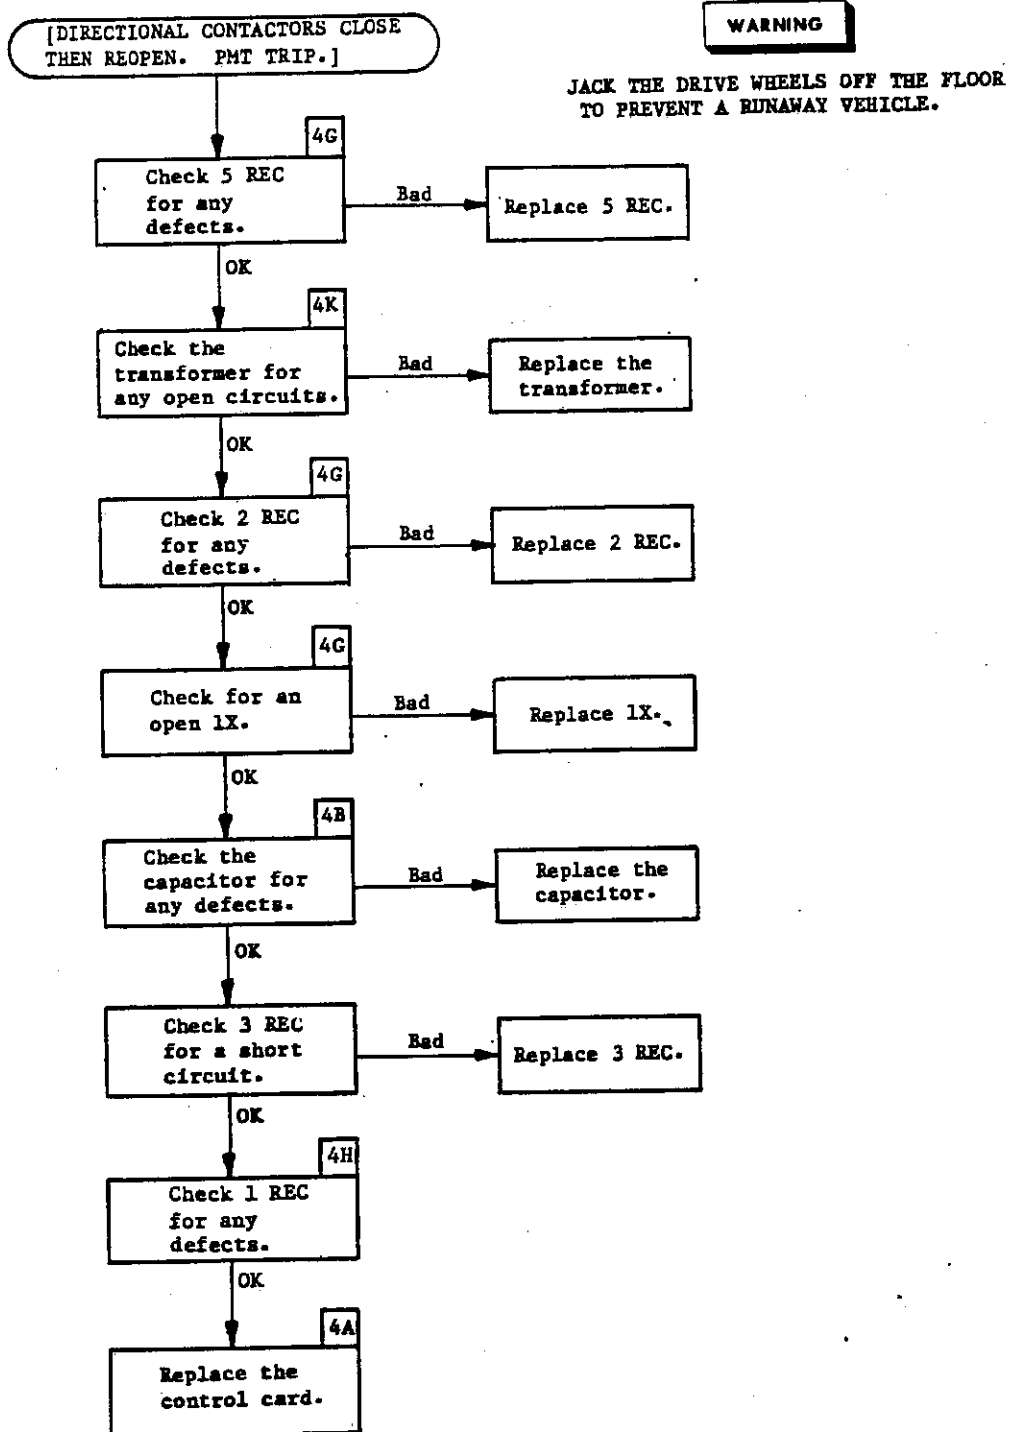 [DIRECTIONAL CONTACTORS CLOSE
THEN REOPEN. PMT TRIP.]
WARNING
JACK THE DRIVE WHEELS OFF THE FLOOR
TO PREVENT A RUNAWAY VEHICLE.
4G
Check 5 REC
for any
defects.
Bad
Replace 5 REC.
OK
4K
Check the
transformer for
any open circuits.
Bad
Replace the
transformer.
OK
4G
Check 2 REC
for any
defects.
Bad
Replace 2 REC.
OK
4G
Check for an
open 1X.
Bad
Replace 1X.
OK
4B
Check the
capacitor for
any defects.
Bad
Replace the
capacitor.
OK
Check 3 REC
for a short
circuit.
Bad
Replace 3 REC.
OK
4H
Check 1 REC
for any
defects.
OK
4A
Replace the
control card.